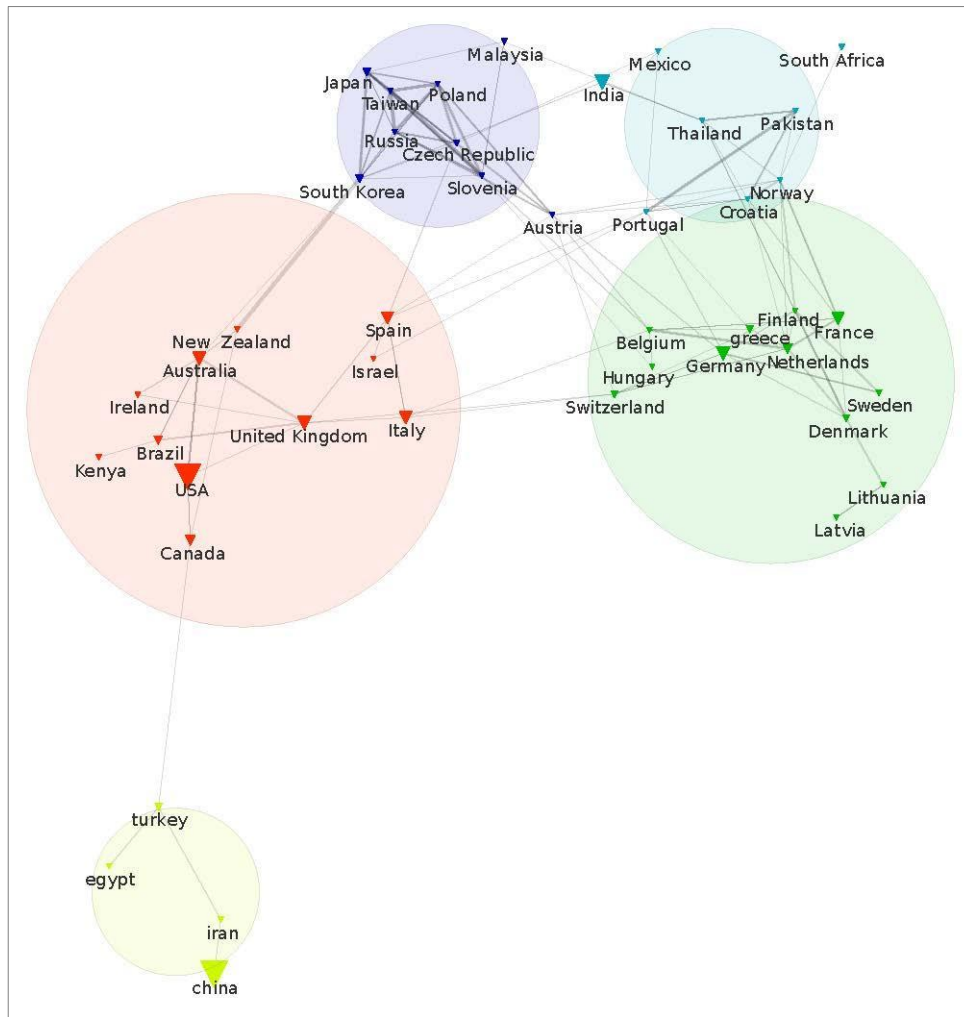 Malaysia
Mexico
South Africa
Japan
Poland
India
Taiwan
Pakistan
Thailand
Russia
Czech Republic
South Korea
Slovenia
Norway
Croatia
Austria
Portugal
Spain
Finland
France
New Zealand
Belgium
greece
Australia
Israel
Hungary
Germany
Netherlands
Ireland
Switzerland
Sweden
United Kingdom
Italy
Denmark
Brazil
Kenya
USA
Lithuania
Latvia
Canada
turkey
egypt
iran
china